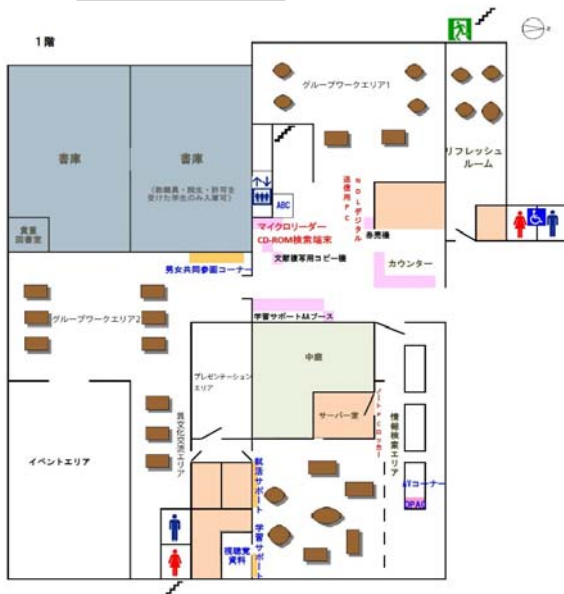 1階
グループワークエリア1
書庫
書庫
(教職員・院生・許可を
受けた学生のみ入庫可)
リフレッシュ
ルーム
NDLデジタル
送信用PC
ABC
貴重
図書室
マイクロリーダー
CD-ROM検索端末
券売機
文献複写用コピー機
カウンター
男女共同参画コーナー
学習サポートAAブース
グループワークエリア2
プレゼンテーション
エリア
中庭
サーバー室
ノートPCロッカー
情報検索エリア
異文化交流エリア
イベントエリア
就活サポート
AVコーナー
OPAC
学習サポート
視聴覚
資料